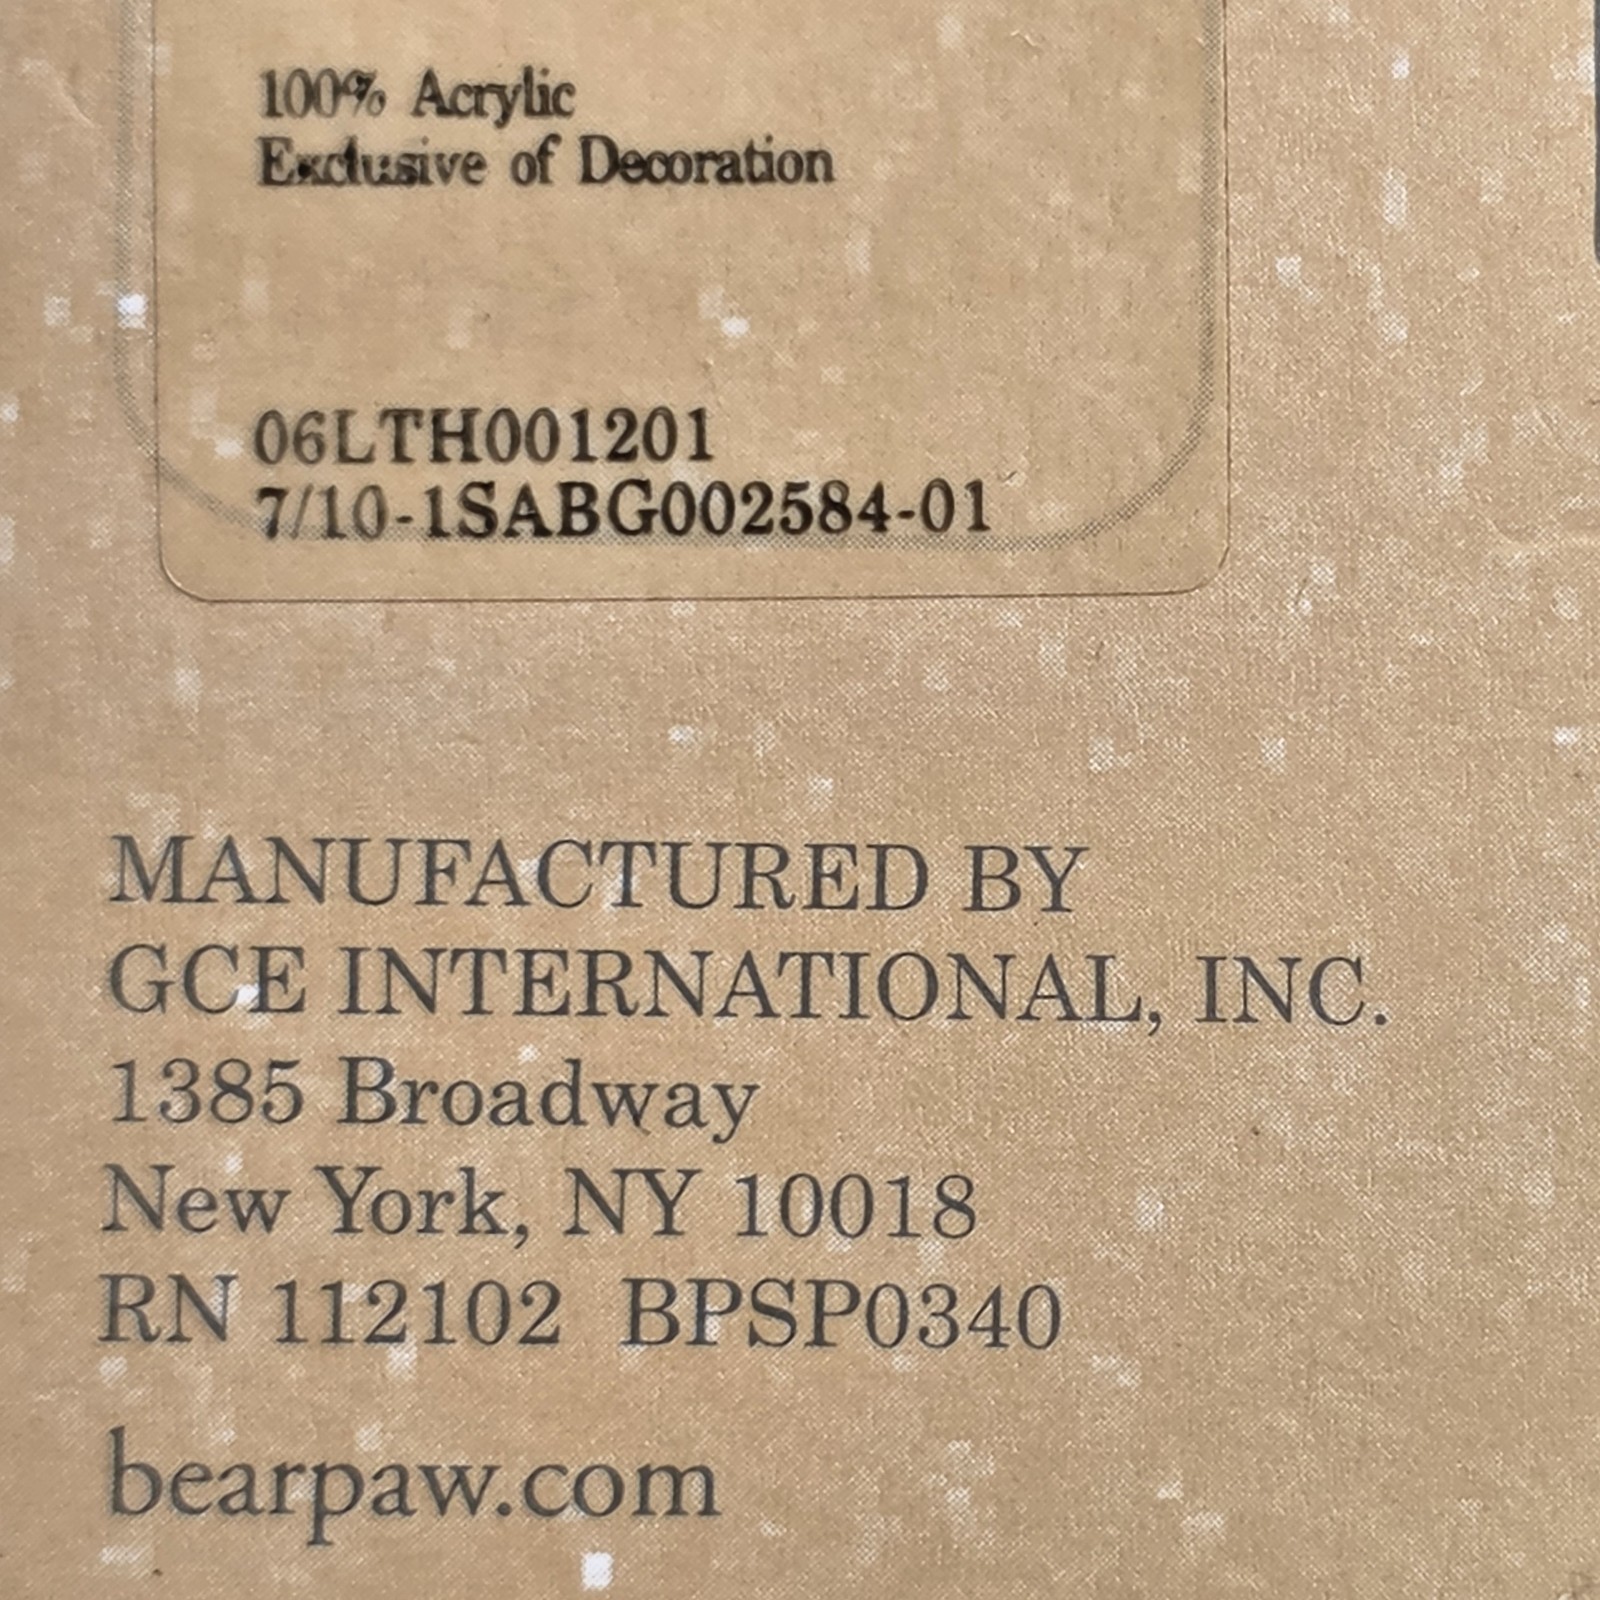 100% Acrylic
Exclusive of Decoration
06LTH001201
7/10-1SABG002584-01
MANUFACTURED BY
GCE INTERNATIONAL, INC.
1385 Broadway
New York, NY 10018
RN 112102 BPSP0340
bearpaw.com